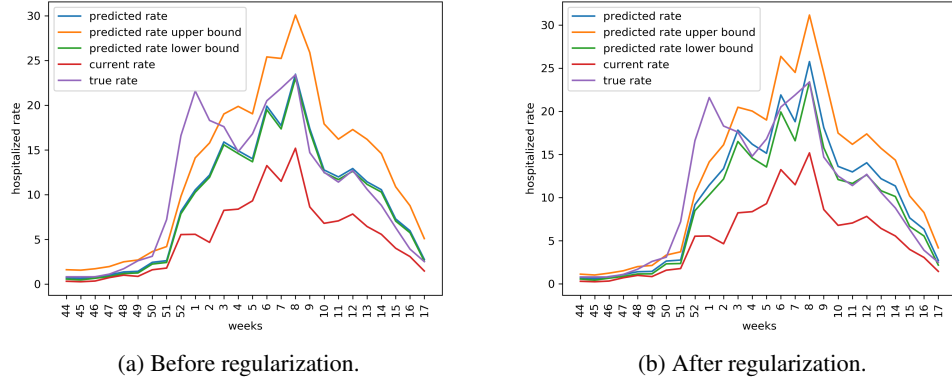 30
25
20
15
10
5
0
hospitalized rate
predicted rate
predicted rate upper bound
predicted rate lower bound
current rate
true rate
44 45 46 47 48 49 50 51 52 1 2 3 4 5 6 7 8 9 10 11 12 13 14 15 16 17
weeks
(a) Before regularization.
30
25
20
15
10
5
0
hospitalized rate
predicted rate
predicted rate upper bound
predicted rate lower bound
current rate
true rate
44 45 46 47 48 49 50 51 52 1 2 3 4 5 6 7 8 9 10 11 12 13 14 15 16 17
weeks
(b) After regularization.